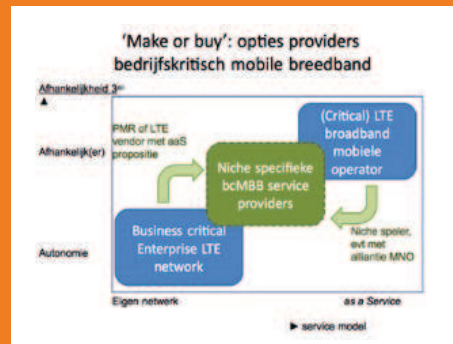 'Make or buy': opties providers
bedrijfskritisch mobile breedband
Afhankelijkheid 3ᵉⁿ
▲
PMR of LTE
vendor met aaS
propositie
(Critical) LTE
broadband
mobiele
operator
Afhankelijk(er)
Niche specifieke
bcMBB service
providers
Business critical
Enterprise LTE
network
Niche speler,
evt met
alliantie MNO
Autonomie
Eigen netwerk
as a Service
► service model